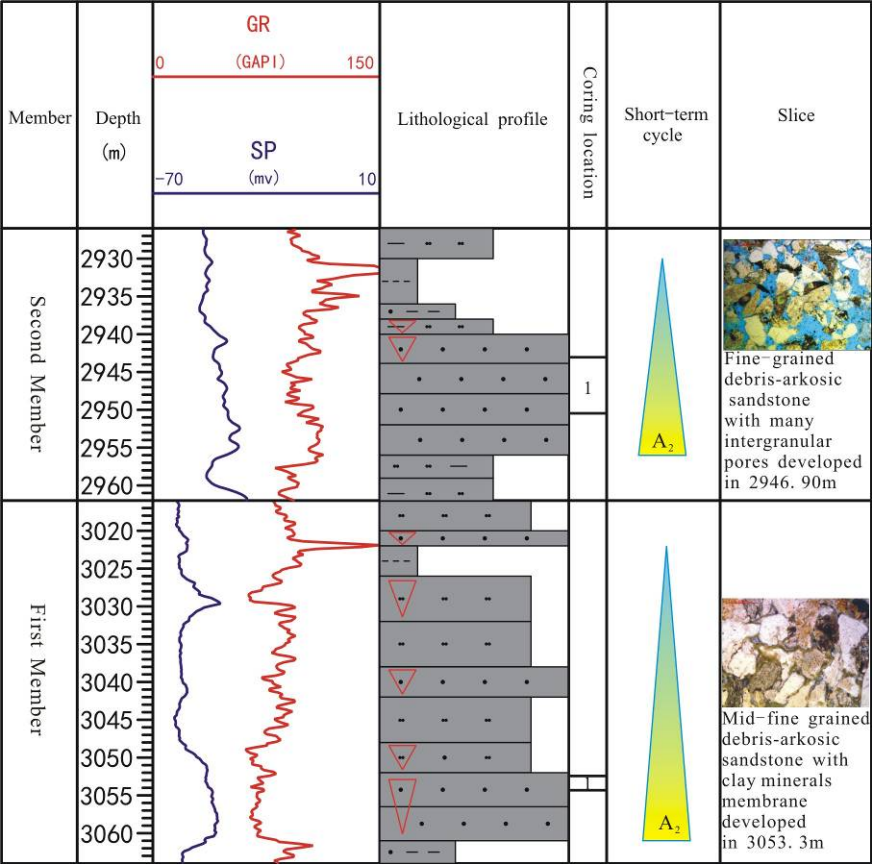 Member
Depth
(m)
GR
0 (GAPI) 150
SP
-70 (mv) 10
Lithological profile
Coring location
Short-term
cycle
Slice
Second Member
2930
2935
2940
2945
2950
2955
2960
1
A2
Fine-grained
debris-arkosic
sandstone
with many
intergranular
pores developed
in 2946. 90m
First Member
3020
3025
3030
3035
3040
3045
3050
3055
3060
A2
Mid-fine grained
debris-arkosic
sandstone with
clay minerals
membrane
developed
in 3053. 3m